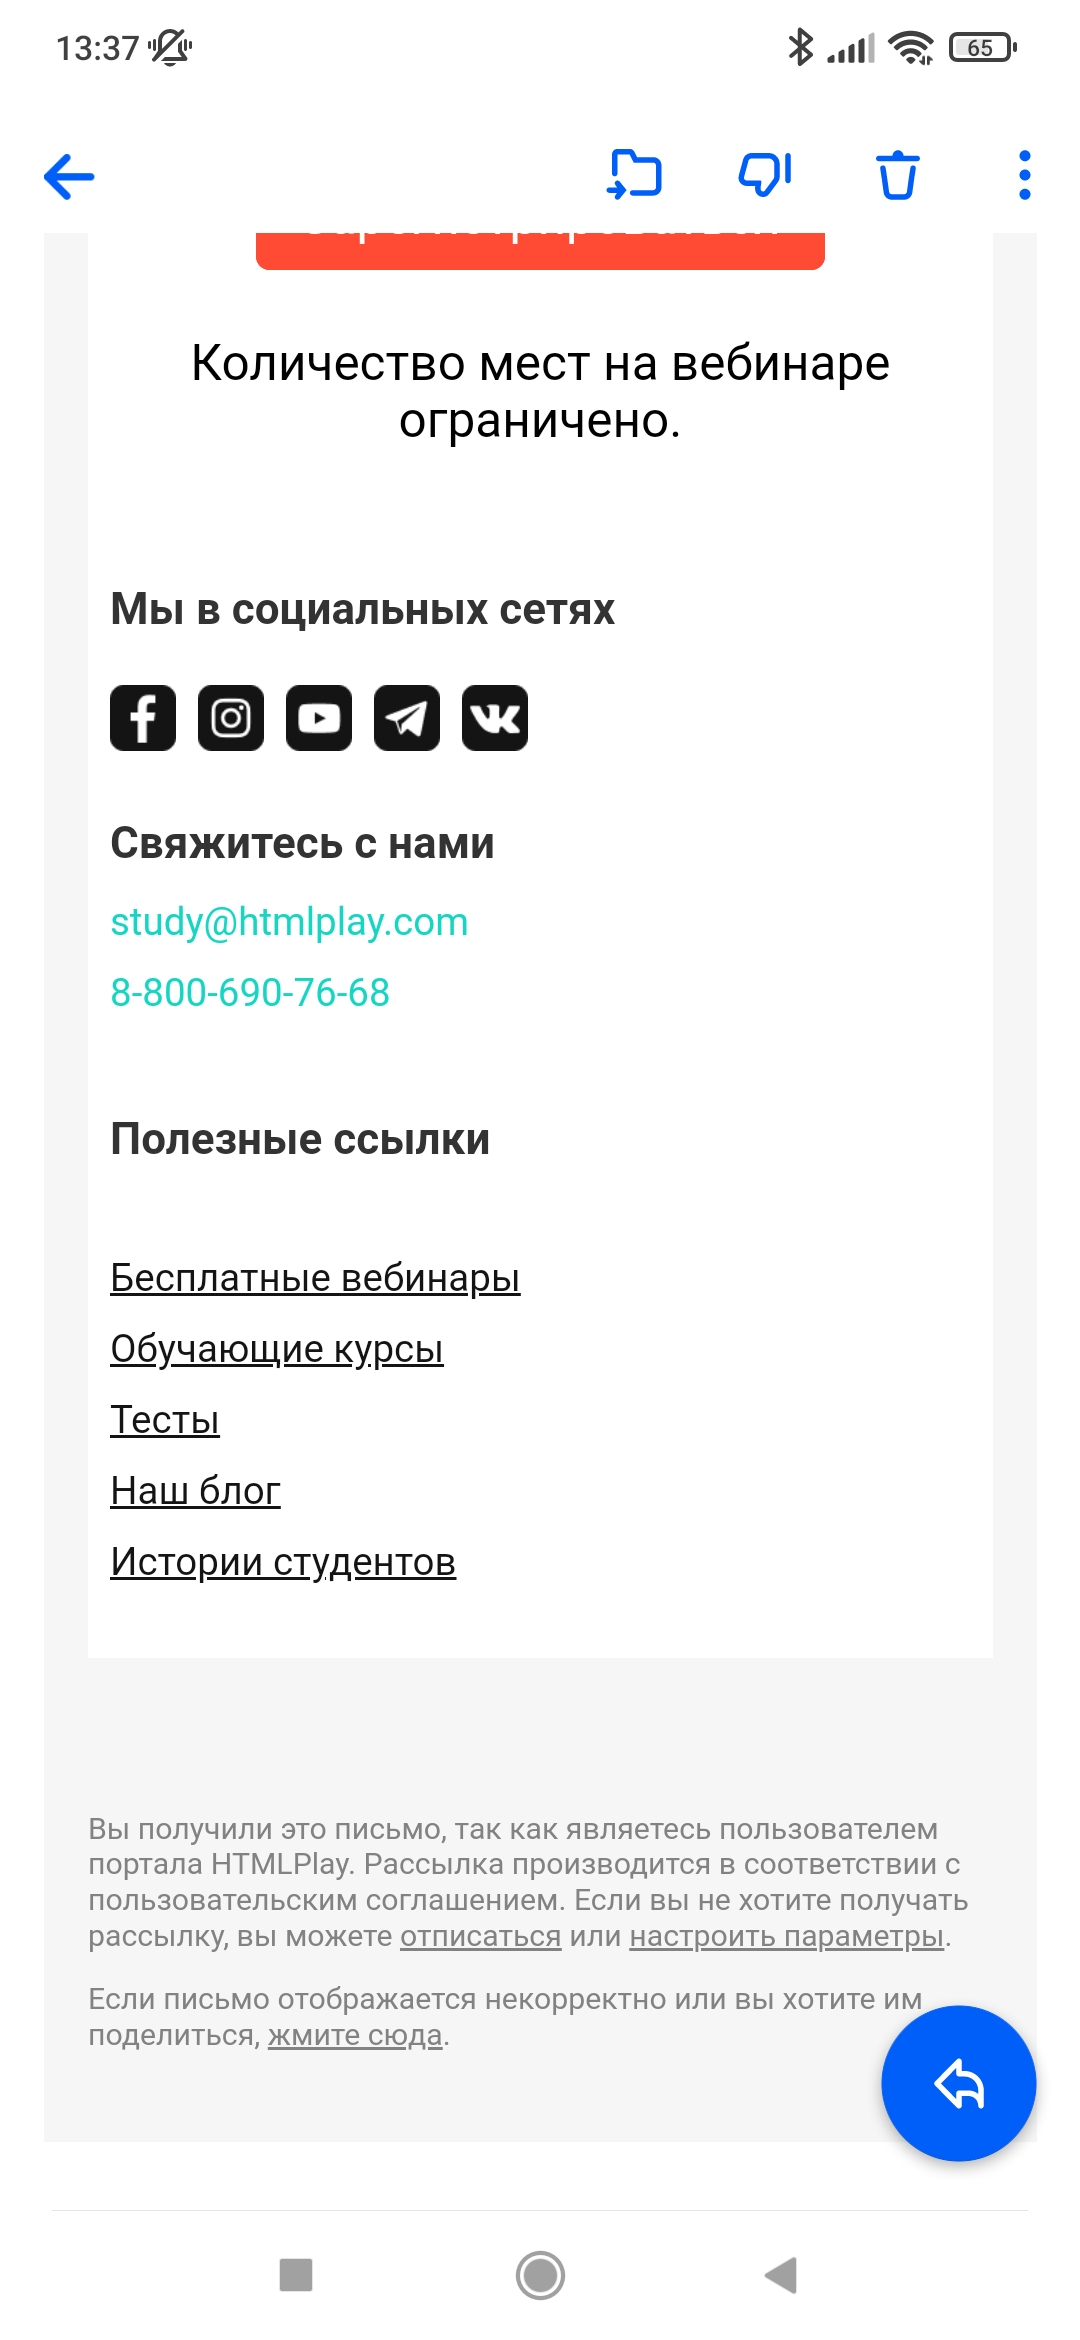 13:37
65
Количество мест на вебинаре
ограничено.
Мы в социальных сетях
Свяжитесь с нами
study@htmlplay.com
8-800-690-76-68
Полезные ссылки
Бесплатные вебинары
Обучающие курсы
Тесты
Наш блог
Истории студентов
Вы получили это письмо, так как являетесь пользователем
портала HTMLPlay. Рассылка производится в соответствии с
пользовательским соглашением. Если вы не хотите получать
рассылку, вы можете отписаться или настроить параметры.
Если письмо отображается некорректно или вы хотите им
поделиться, жмите сюда.